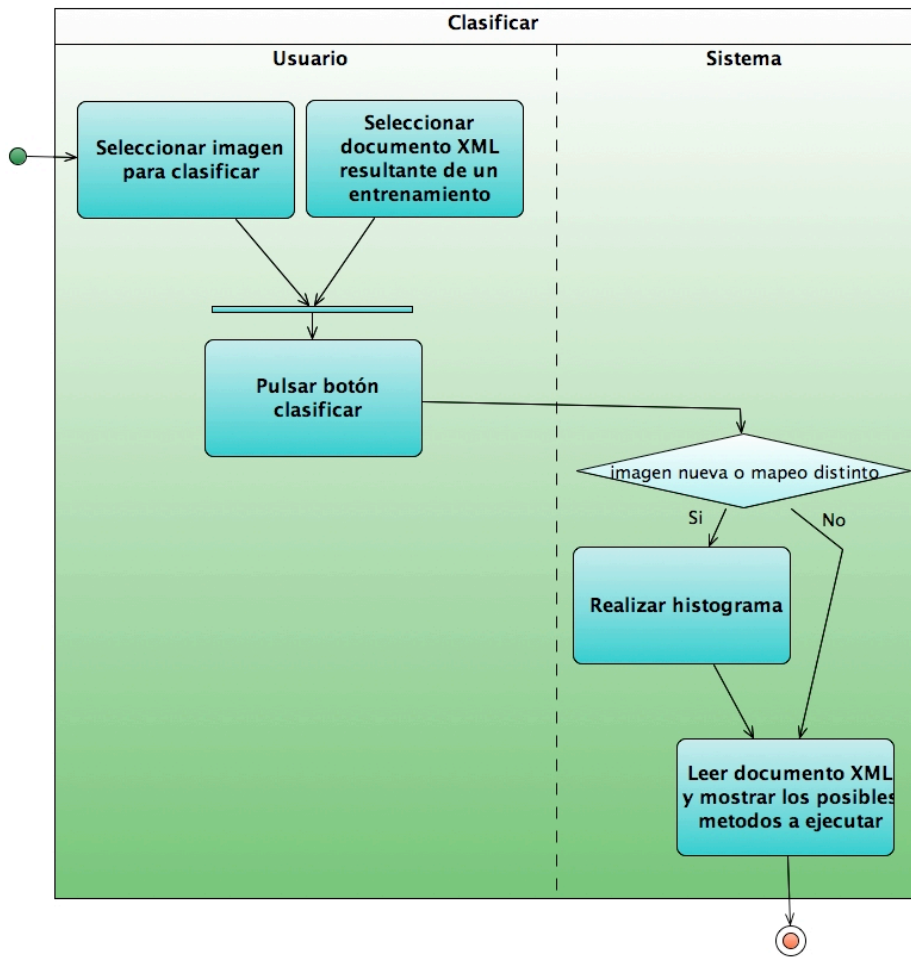 Clasificar
Usuario
Sistema
Seleccionar imagen
para clasificar
Seleccionar
documento XML
resultante de un
entrenamiento
Pulsar botón
clasificar
imagen nueva o mapeo distinto
Si
No
Realizar histograma
Leer documento XML
y mostrar los posibles
metodos a ejecutar